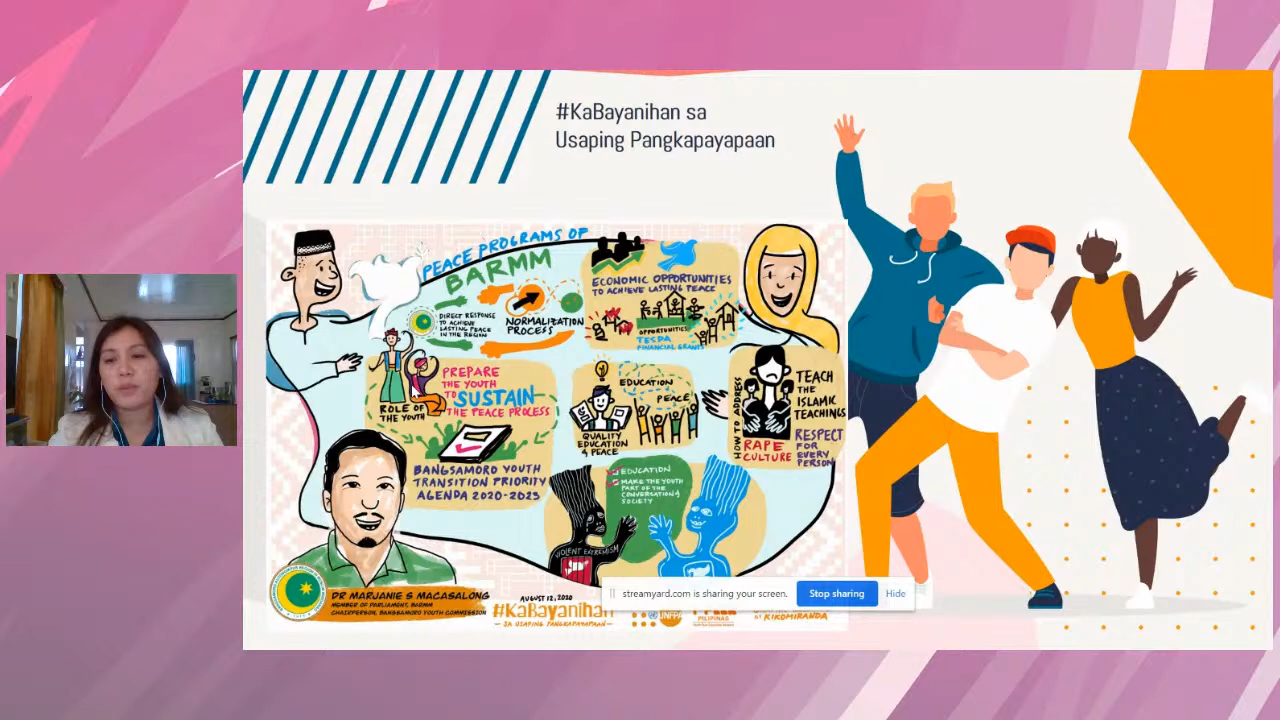 #KaBayanihan sa
Usaping Pangkapayapaan
PEACE PROGRAMS OF
BARMM
DIRECT RESPONSE
TO ACHIEVE
LASTING PEACE
IN THE REGION
NORMALIZATION
PROCESS
ECONOMIC OPPORTUNITIES
TO ACHIEVE LASTING PEACE
OPPORTUNITIES
TESDA
FINANCIAL GRANTS
ROLE OF
THE YOUTH
PREPARE
THE YOUTH
TO SUSTAIN
THE PEACE PROCESS
BANGSAMORO YOUTH
TRANSITION PRIORITY
AGENDA 2020-2023
EDUCATION
PEACE
QUALITY
EDUCATION
& PEACE
HOW TO ADDRESS
RAPE
CULTURE
TEACH
THE
ISLAMIC
TEACHINGS
RESPECT
FOR
EVERY
PERSON
EDUCATION
MAKE THE YOUTH
PART OF THE
CONVERSATION &
SOCIETY
VIOLENT EXTREMISM
DR MARJANIE S MACASALONG
MEMBER OF PARLIAMENT, BARMM
CHAIRPERSON, BANGSAMORO YOUTH COMMISSION
AUGUST 12, 2020
#KaBayanihan
SA USAPING PANGKAPAYAPAAN
UNFPA
PILIPINAS
BY KIKOMIRANDA
streamyard.com is sharing your screen.
Stop sharing
Hide